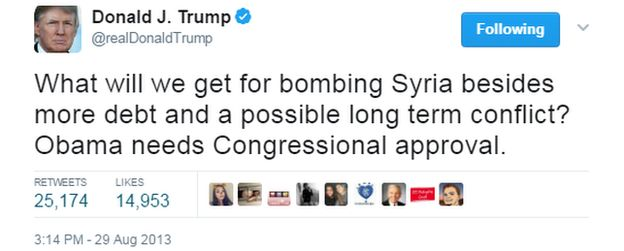 Donald J. Trump
@realDonaldTrump
Following
What will we get for bombing Syria besides
more debt and a possible long term conflict?
Obama needs Congressional approval.
RETWEETS LIKES
25,174 14,953
3:14 PM - 29 Aug 2013